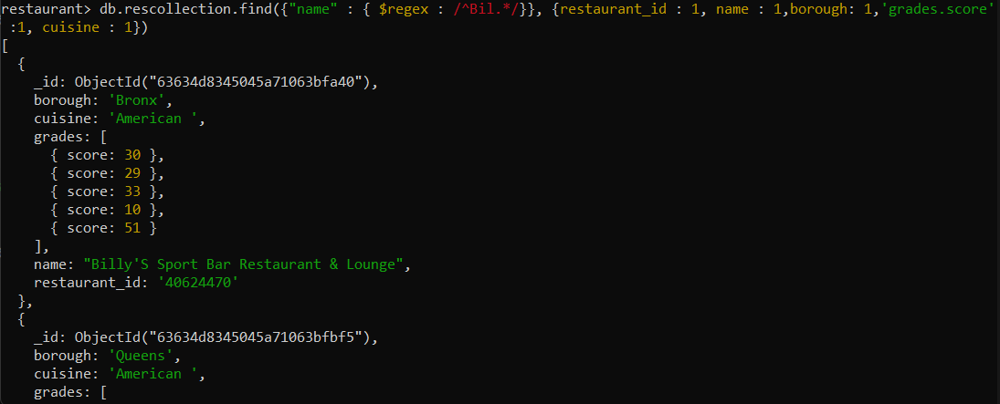 restaurant> db.rescollection.find({"name" : { $regex : /^Bil.*/}}, {restaurant_id : 1, name : 1,borough: 1,'grades.score'
:1, cuisine : 1})
[
  {
    _id: ObjectId("63634d8345045a71063bfa40"),
    borough: 'Bronx',
    cuisine: 'American ',
    grades: [
      { score: 30 },
      { score: 29 },
      { score: 33 },
      { score: 10 },
      { score: 51 }
    ],
    name: "Billy'S Sport Bar Restaurant & Lounge",
    restaurant_id: '40624470'
  },
  {
    _id: ObjectId("63634d8345045a71063bfbf5"),
    borough: 'Queens',
    cuisine: 'American ',
    grades: [